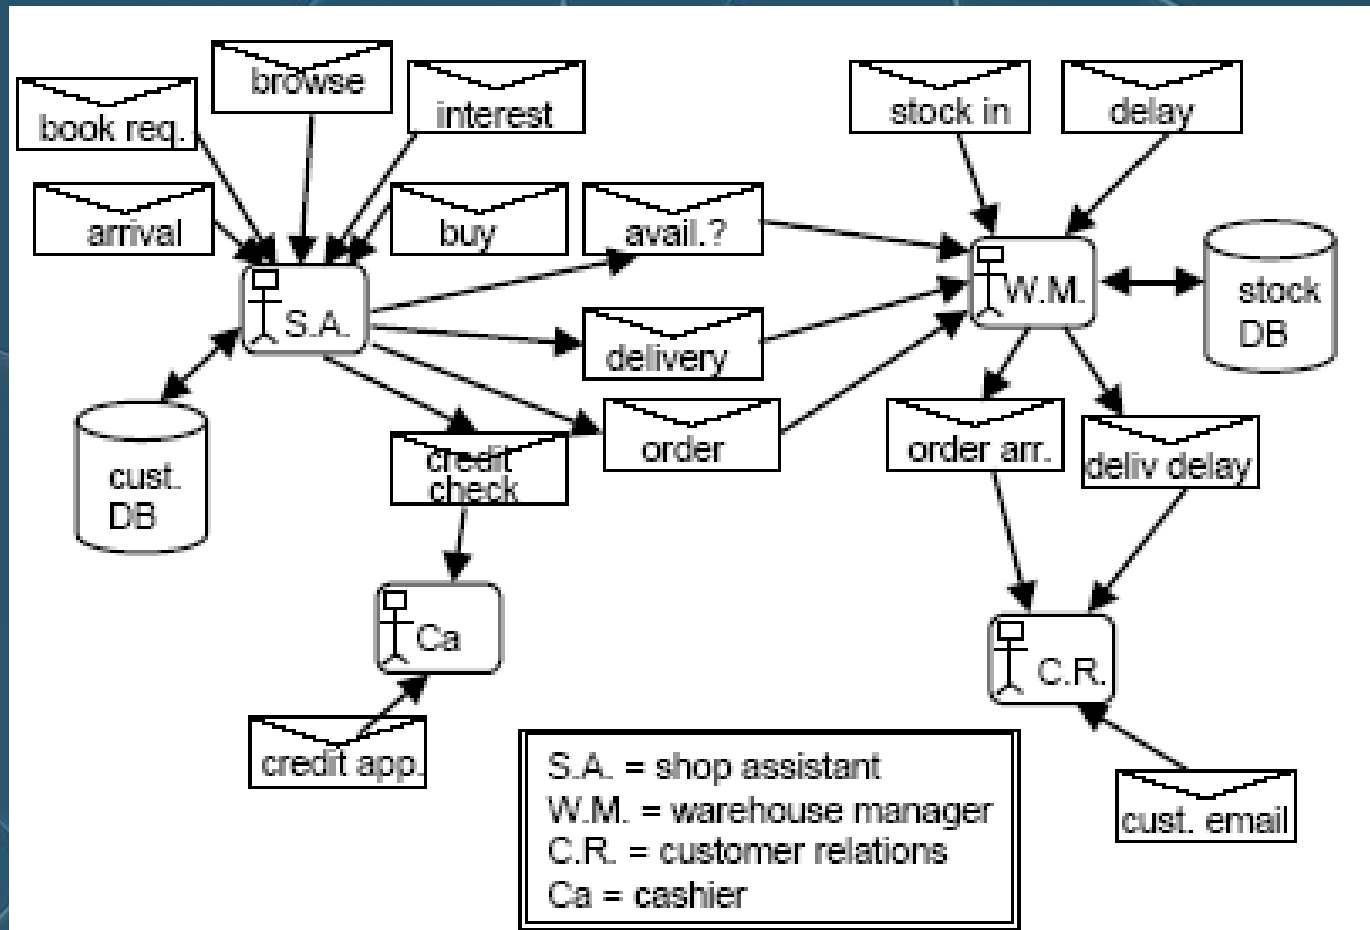 browse
book req.
interest
stock in
delay
arrival
buy
avail.?
S.A.
W.M.
stock
DB
delivery
order
order arr.
deliv delay
credit
check
cust.
DB
Ca
C.R.
credit app.
cust. email
S.A. = shop assistant
W.M. = warehouse manager
C.R. = customer relations
Ca = cashier